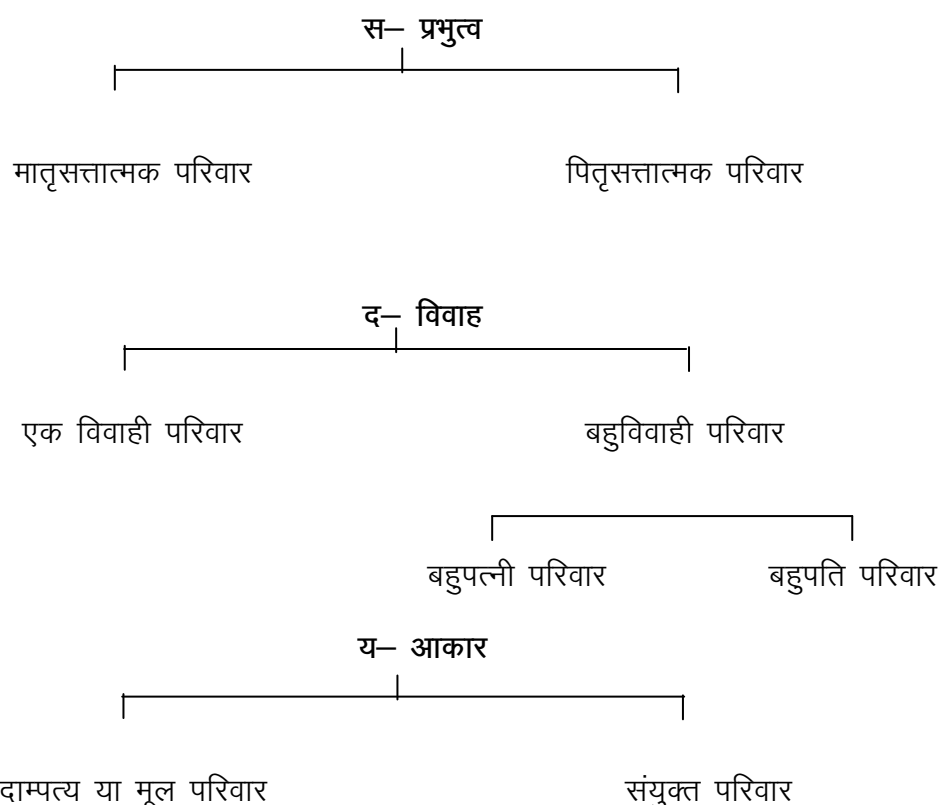 स– प्रभुत्व
मातृसत्तात्मक परिवार पितृसत्तात्मक परिवार
द– विवाह
एक विवाही परिवार बहुविवाही परिवार
बहुपत्नी परिवार बहुपति परिवार
य– आकार
दाम्पत्य या मूल परिवार संयुक्त परिवार